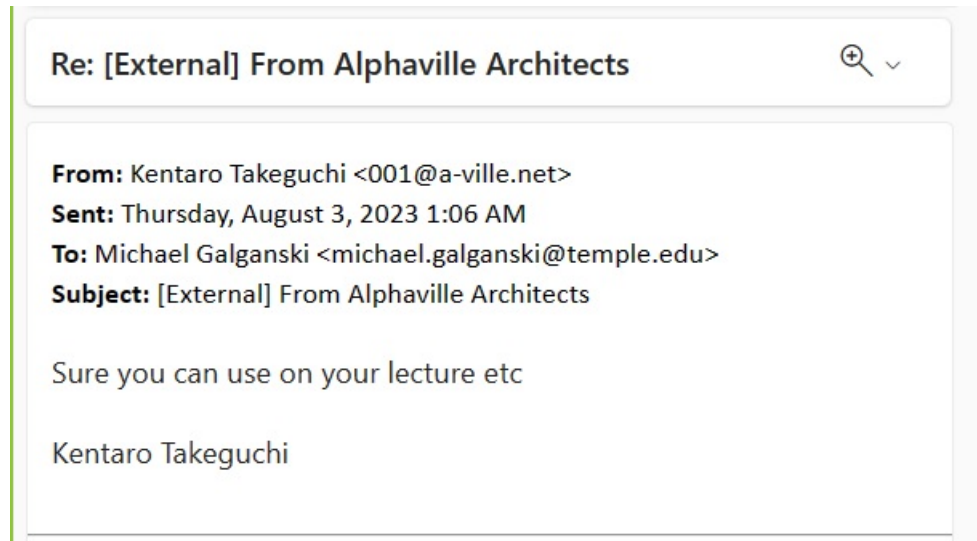 Re: [External] From Alphaville Architects
From: Kentaro Takeguchi <001@a-ville.net>
Sent: Thursday, August 3, 2023 1:06 AM
To: Michael Galganski <michael.galganski@temple.edu>
Subject: [External] From Alphaville Architects
Sure you can use on your lecture etc
Kentaro Takeguchi